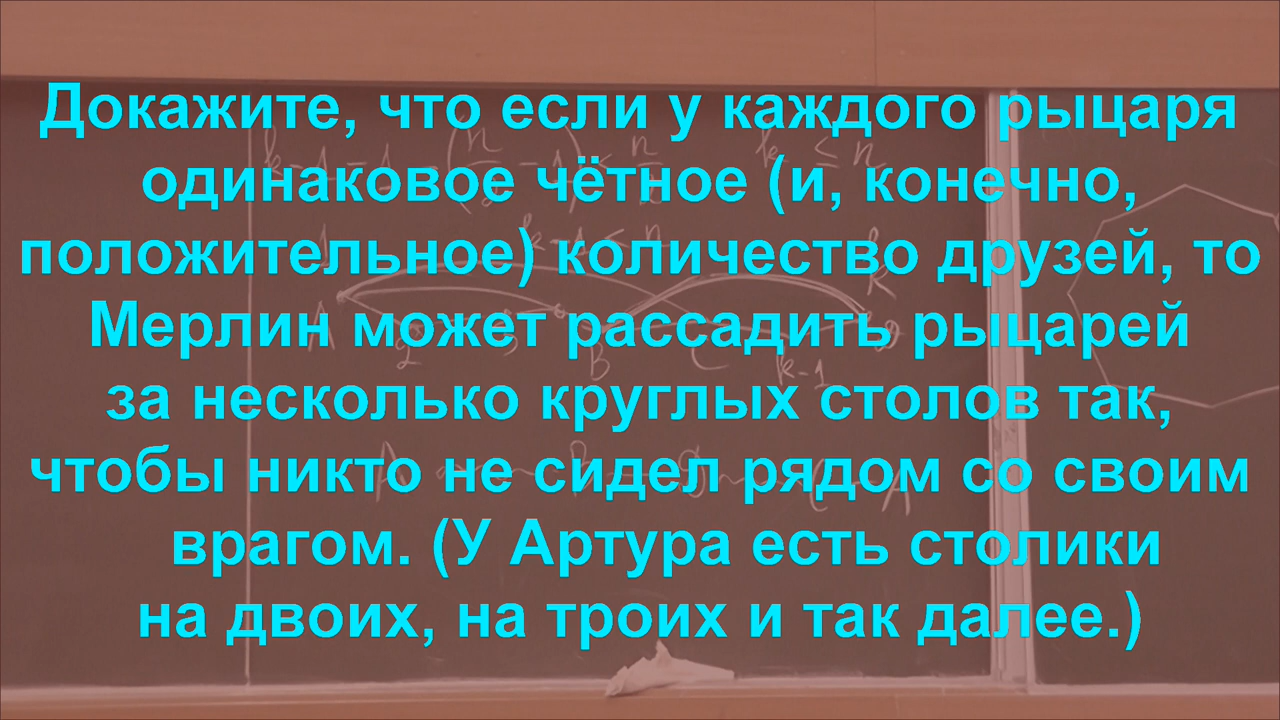 Докажите, что если у каждого рыцаря
одинаковое чётное (и, конечно,
положительное) количество друзей, то
Мерлин может рассадить рыцарей
за несколько круглых столов так,
чтобы никто не сидел рядом со своим
врагом. (У Артура есть столики
на двоих, на троих и так далее.)